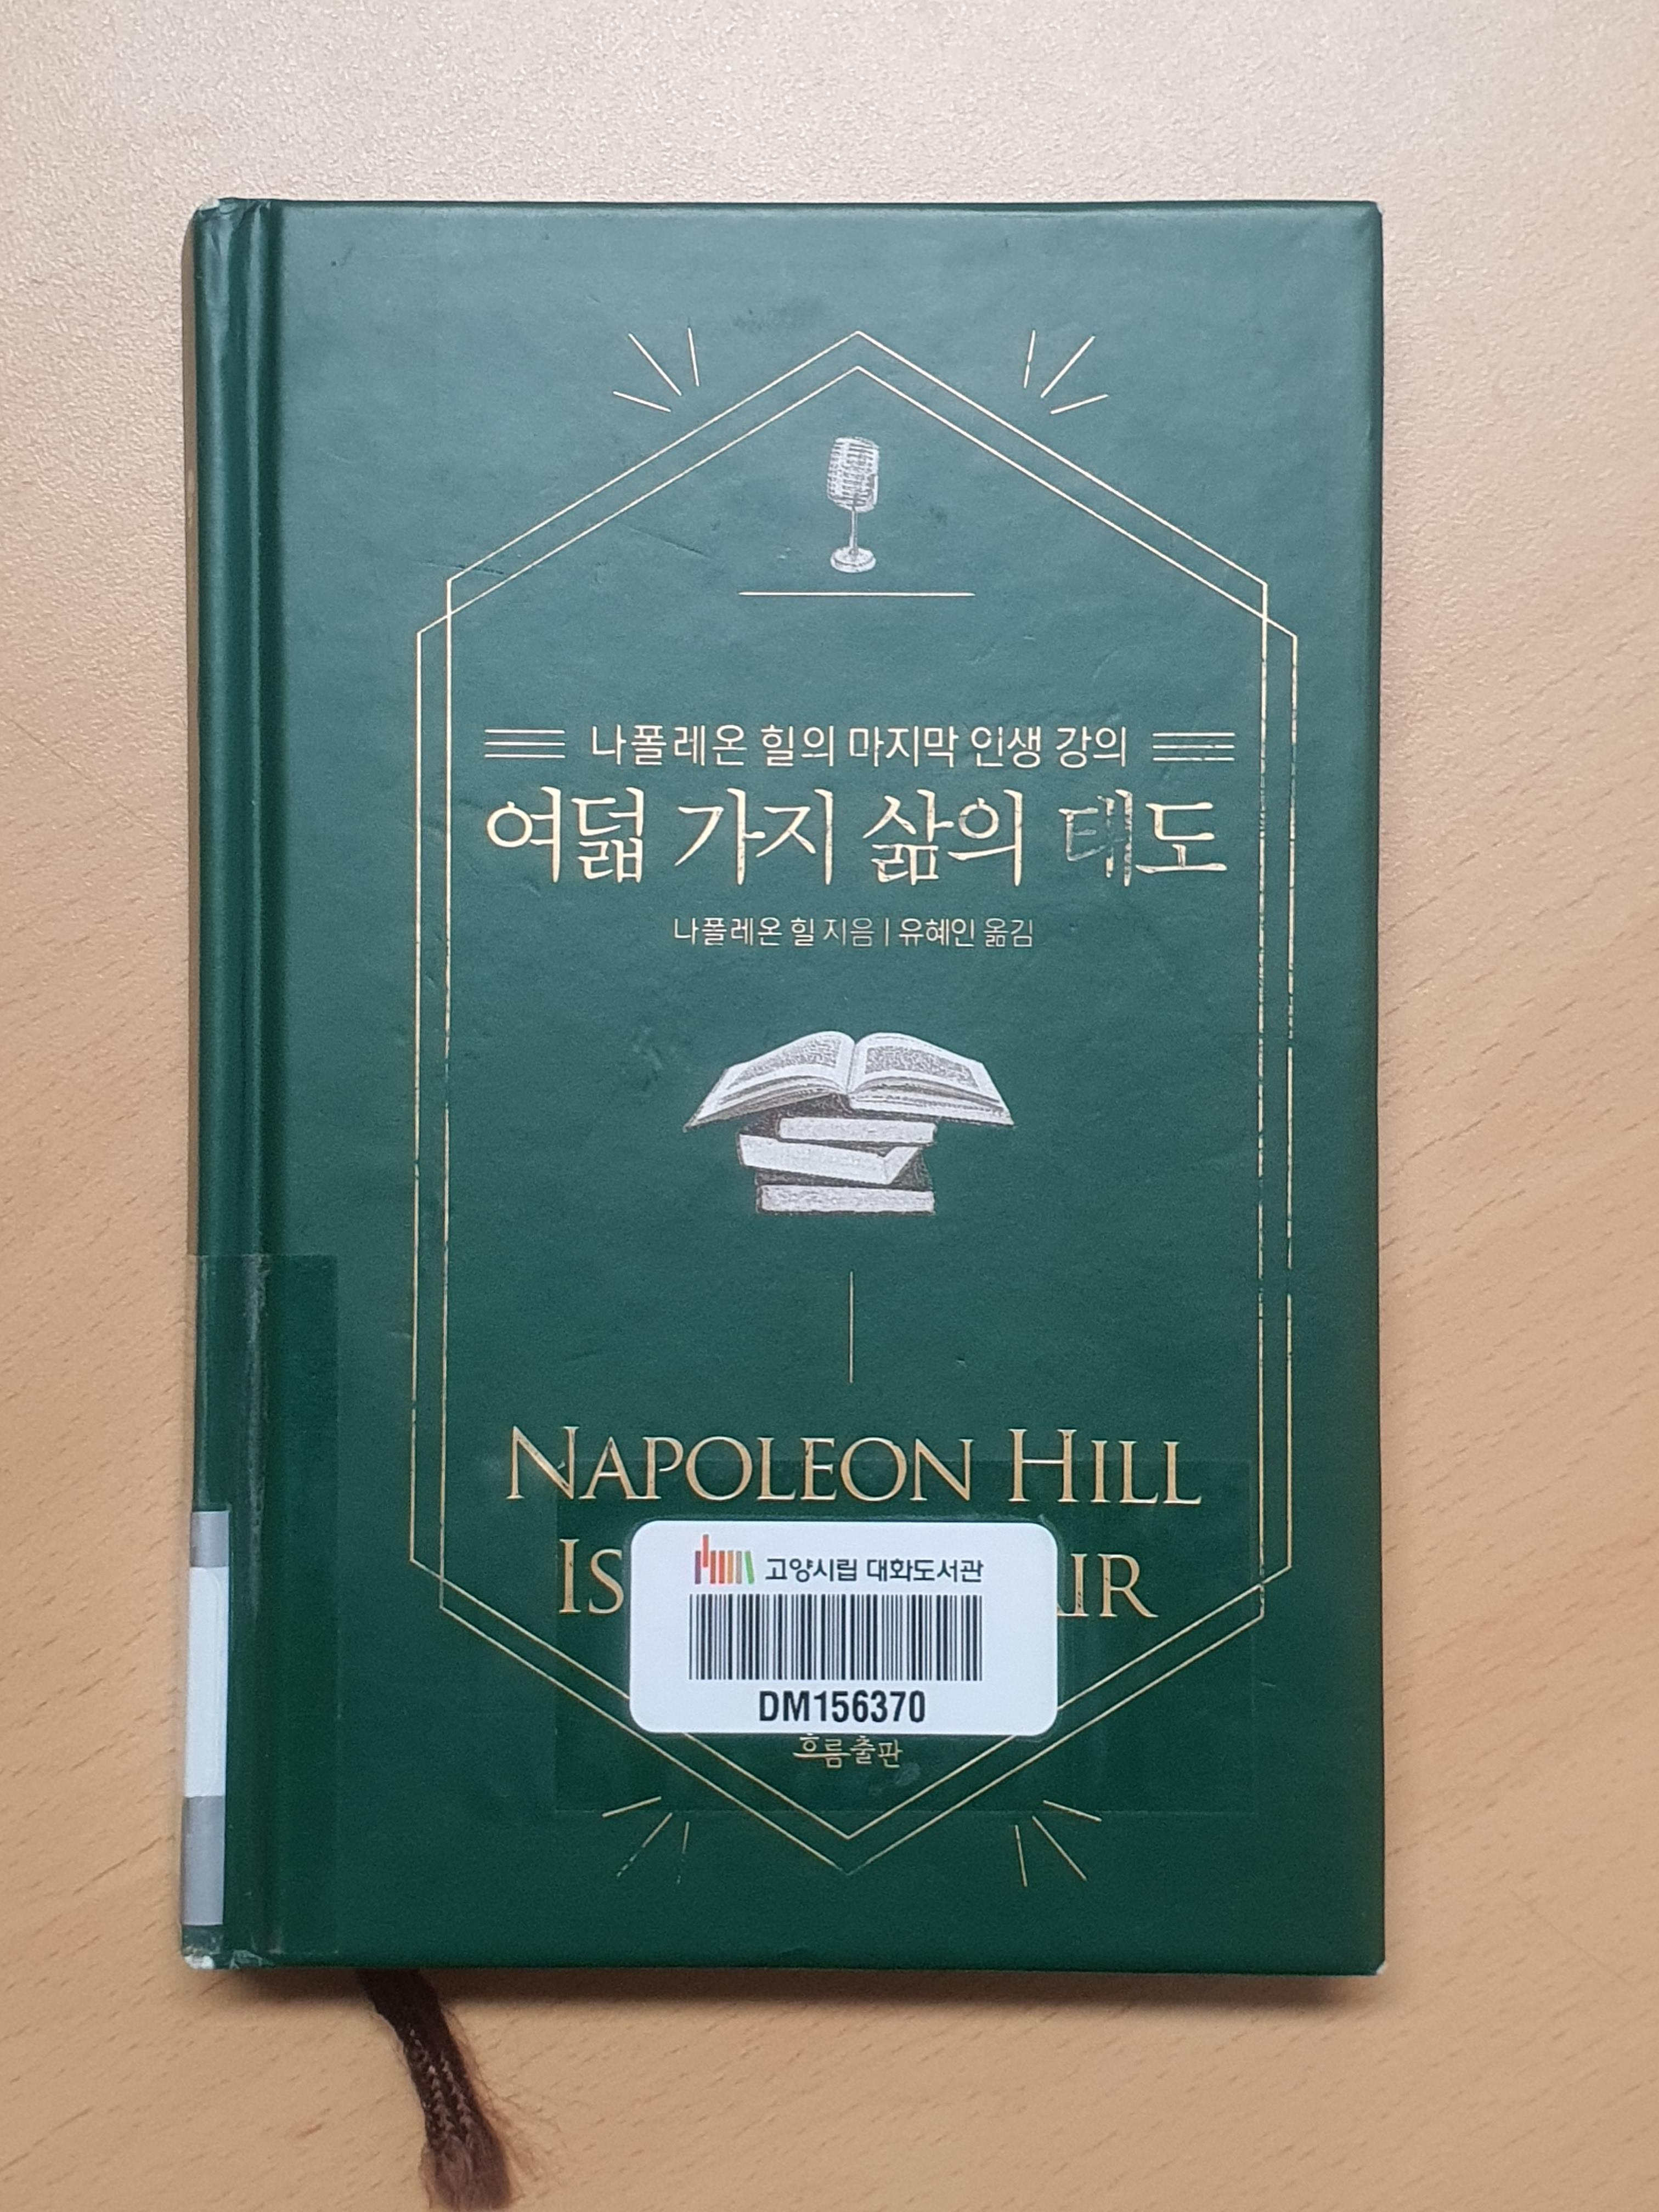 나폴레온 힐의 마지막 인생 강의
여덟 가지 삶의 태도
나폴레온 힐 지음 | 유혜인 옮김
NAPOLEON HILL
고양시립 대화도서관
DM156370
흐름출판